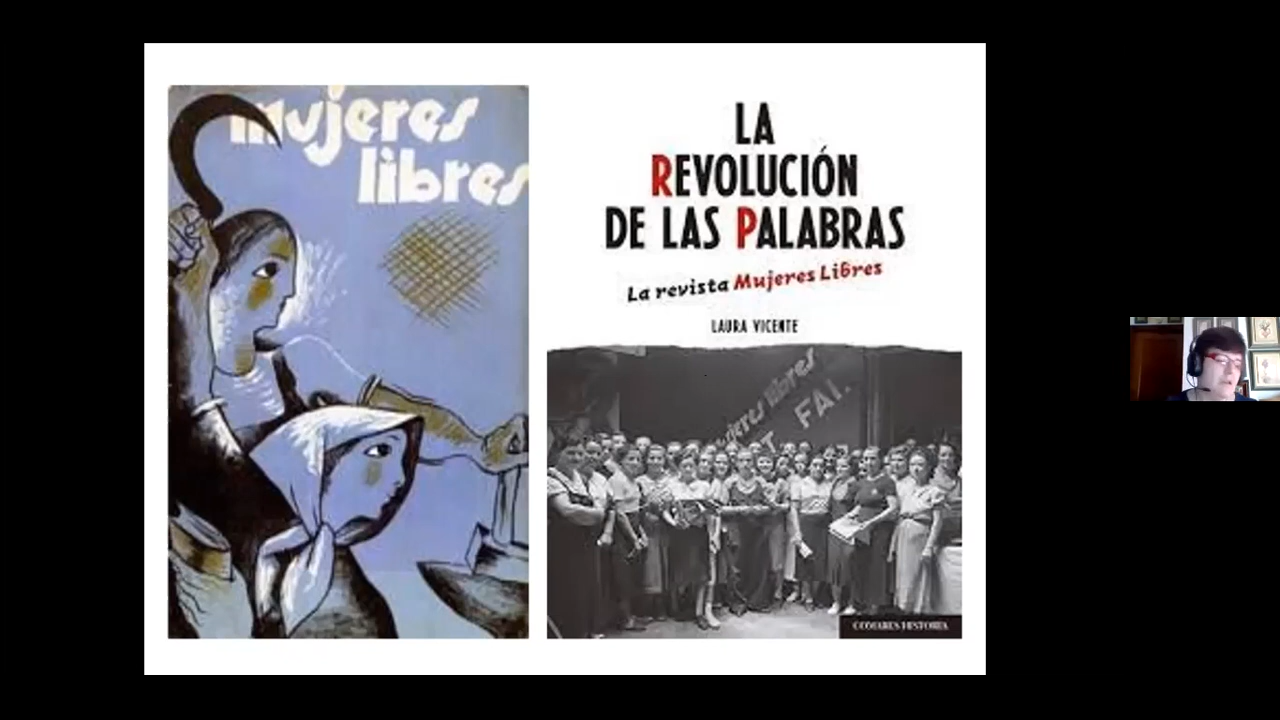 mujeres
libres
LA
REVOLUCIÓN
DE LAS PALABRAS
La revista Mujeres Libres
LAURA VICENTE
mujeres libres
FAI.
COMARES HISTORIA